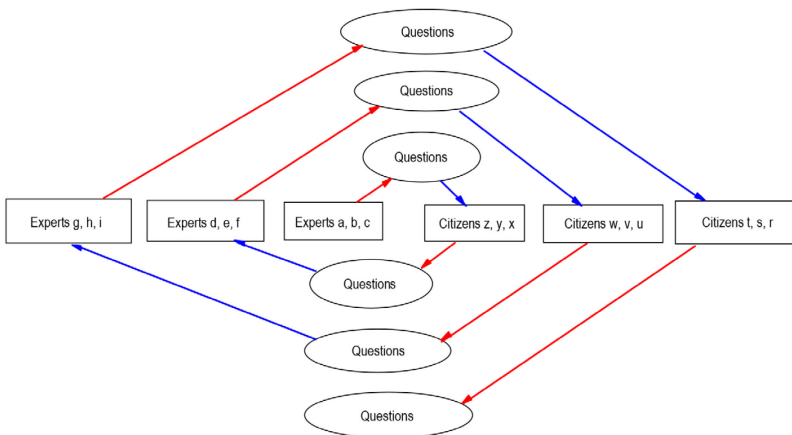 Questions
Questions
Questions
Experts g, h, i
Experts d, e, f
Experts a, b, c
Citizens z, y, x
Citizens w, v, u
Citizens t, s, r
Questions
Questions
Questions